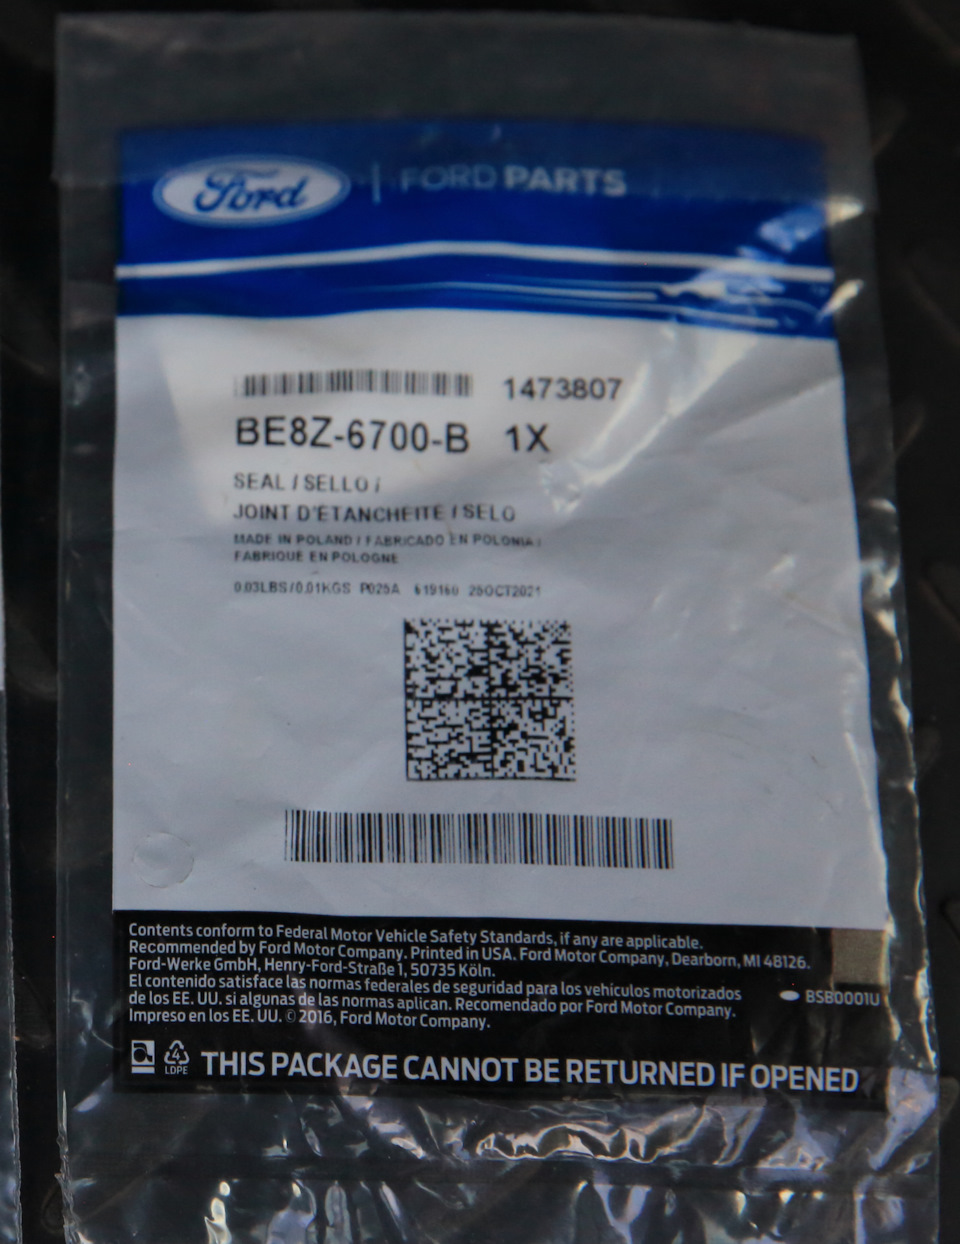 Ford | FORD PARTS
1473807
BE8Z-6700-B 1X
SEAL / SELLO /
JOINT D'ETANCHEITE / SELO
MADE IN POLAND / FABRICADO EN POLONIA /
FABRIQUE EN POLOGNE
0.03LBS/0.01KGS P025A 619160 25OCT2021
Contents conform to Federal Motor Vehicle Safety Standards, if any are applicable.
Recommended by Ford Motor Company. Printed in USA. Ford Motor Company, Dearborn, MI 48126.
Ford-Werke GmbH, Henry-Ford-Straße 1, 50735 Köln.
El contenido satisface las normas federales de seguridad para los vehículos motorizados
de los EE. UU. si algunas de las normas aplican. Recomendado por Ford Motor Company.
Impreso en los EE. UU. © 2016, Ford Motor Company.
BSB0001U
4
LDPE
THIS PACKAGE CANNOT BE RETURNED IF OPENED